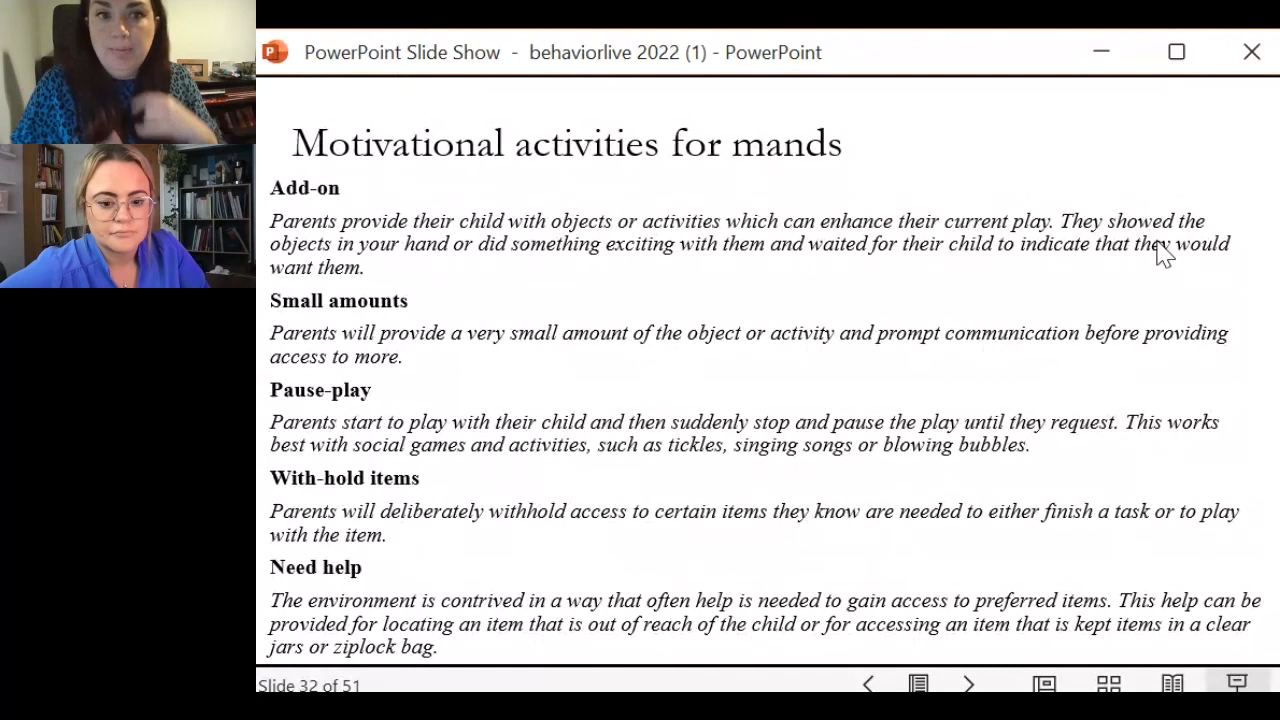 PowerPoint Slide Show - behaviorlive 2022 (1) - PowerPoint
Motivational activities for mands
Add-on
Parents provide their child with objects or activities which can enhance their current play. They showed the
objects in your hand or did something exciting with them and waited for their child to indicate that they would
want them.
Small amounts
Parents will provide a very small amount of the object or activity and prompt communication before providing
access to more.
Pause-play
Parents start to play with their child and then suddenly stop and pause the play until they request. This works
best with social games and activities, such as tickles, singing songs or blowing bubbles.
With-hold items
Parents will deliberately withhold access to certain items they know are needed to either finish a task or to play
with the item.
Need help
The environment is contrived in a way that often help is needed to gain access to preferred items. This help can be
provided for locating an item that is out of reach of the child or for accessing an item that is kept items in a clear
jars or ziplock bag.
Slide 32 of 51